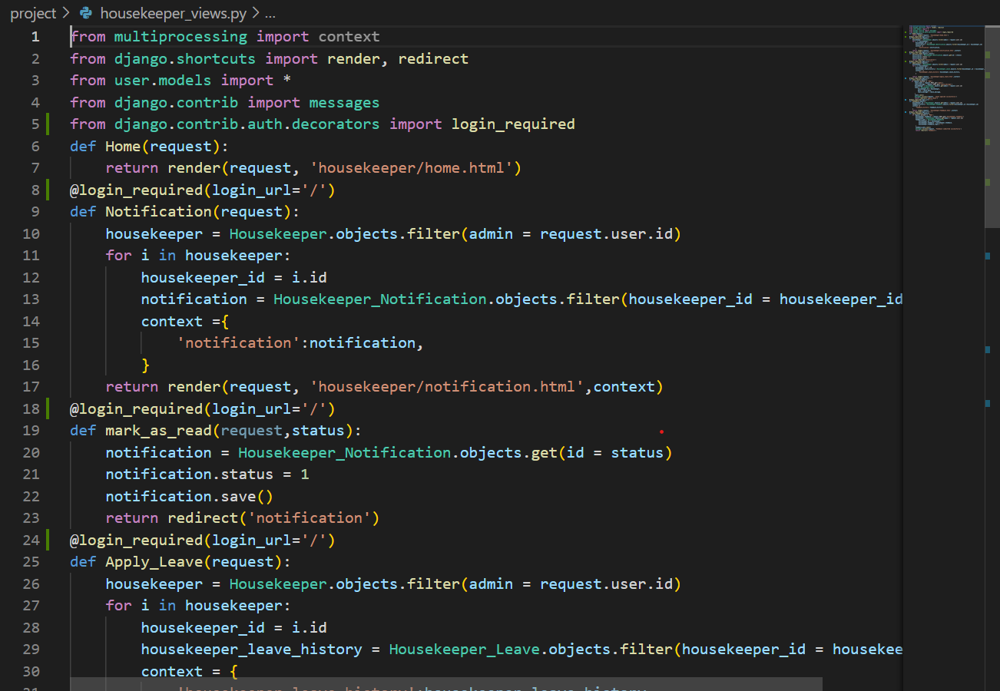 project > housekeeper_views.py > ...
1 from multiprocessing import context
2 from django.shortcuts import render, redirect
3 from user.models import *
4 from django.contrib import messages
5 from django.contrib.auth.decorators import login_required
6 def Home(request):
7     return render(request, 'housekeeper/home.html')
8 @login_required(login_url='/')
9 def Notification(request):
10     housekeeper = Housekeeper.objects.filter(admin = request.user.id)
11     for i in housekeeper:
12         housekeeper_id = i.id
13         notification = Housekeeper_Notification.objects.filter(housekeeper_id = housekeeper_id
14         context ={
15             'notification':notification,
16         }
17     return render(request, 'housekeeper/notification.html',context)
18 @login_required(login_url='/')
19 def mark_as_read(request,status):
20     notification = Housekeeper_Notification.objects.get(id = status)
21     notification.status = 1
22     notification.save()
23     return redirect('notification')
24 @login_required(login_url='/')
25 def Apply_Leave(request):
26     housekeeper = Housekeeper.objects.filter(admin = request.user.id)
27     for i in housekeeper:
28         housekeeper_id = i.id
29         housekeeper_leave_history = Housekeeper_Leave.objects.filter(housekeeper_id = housekee
30         context = {
31             'housekeeper_leave_history':housekeeper_leave_history